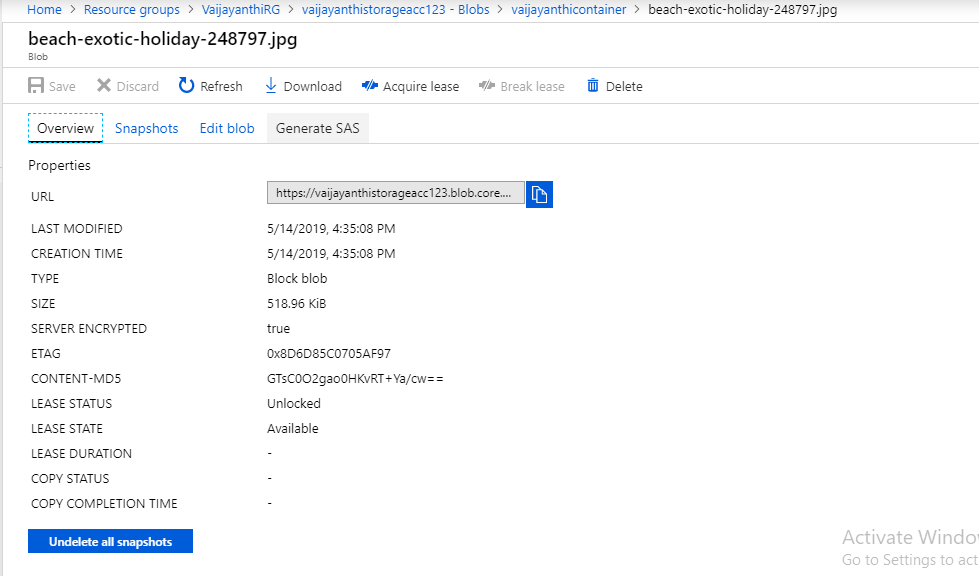 Home > Resource groups > VaijayanthiRG > vaijayanthistorageacc123 - Blobs > vaijayanthicontainer > beach-exotic-holiday-248797.jpg
beach-exotic-holiday-248797.jpg
Blob
Save Discard Refresh Download Acquire lease Break lease Delete
Overview Snapshots Edit blob Generate SAS
Properties
URL https://vaijayanthistorageacc123.blob.core....
LAST MODIFIED 5/14/2019, 4:35:08 PM
CREATION TIME 5/14/2019, 4:35:08 PM
TYPE Block blob
SIZE 518.96 KiB
SERVER ENCRYPTED true
ETAG 0x8D6D85C0705AF97
CONTENT-MD5 GTsC0O2gao0HKvRT+Ya/cw==
LEASE STATUS Unlocked
LEASE STATE Available
LEASE DURATION -
COPY STATUS -
COPY COMPLETION TIME -
Undelete all snapshots
Activate Windo
Go to Settings to act